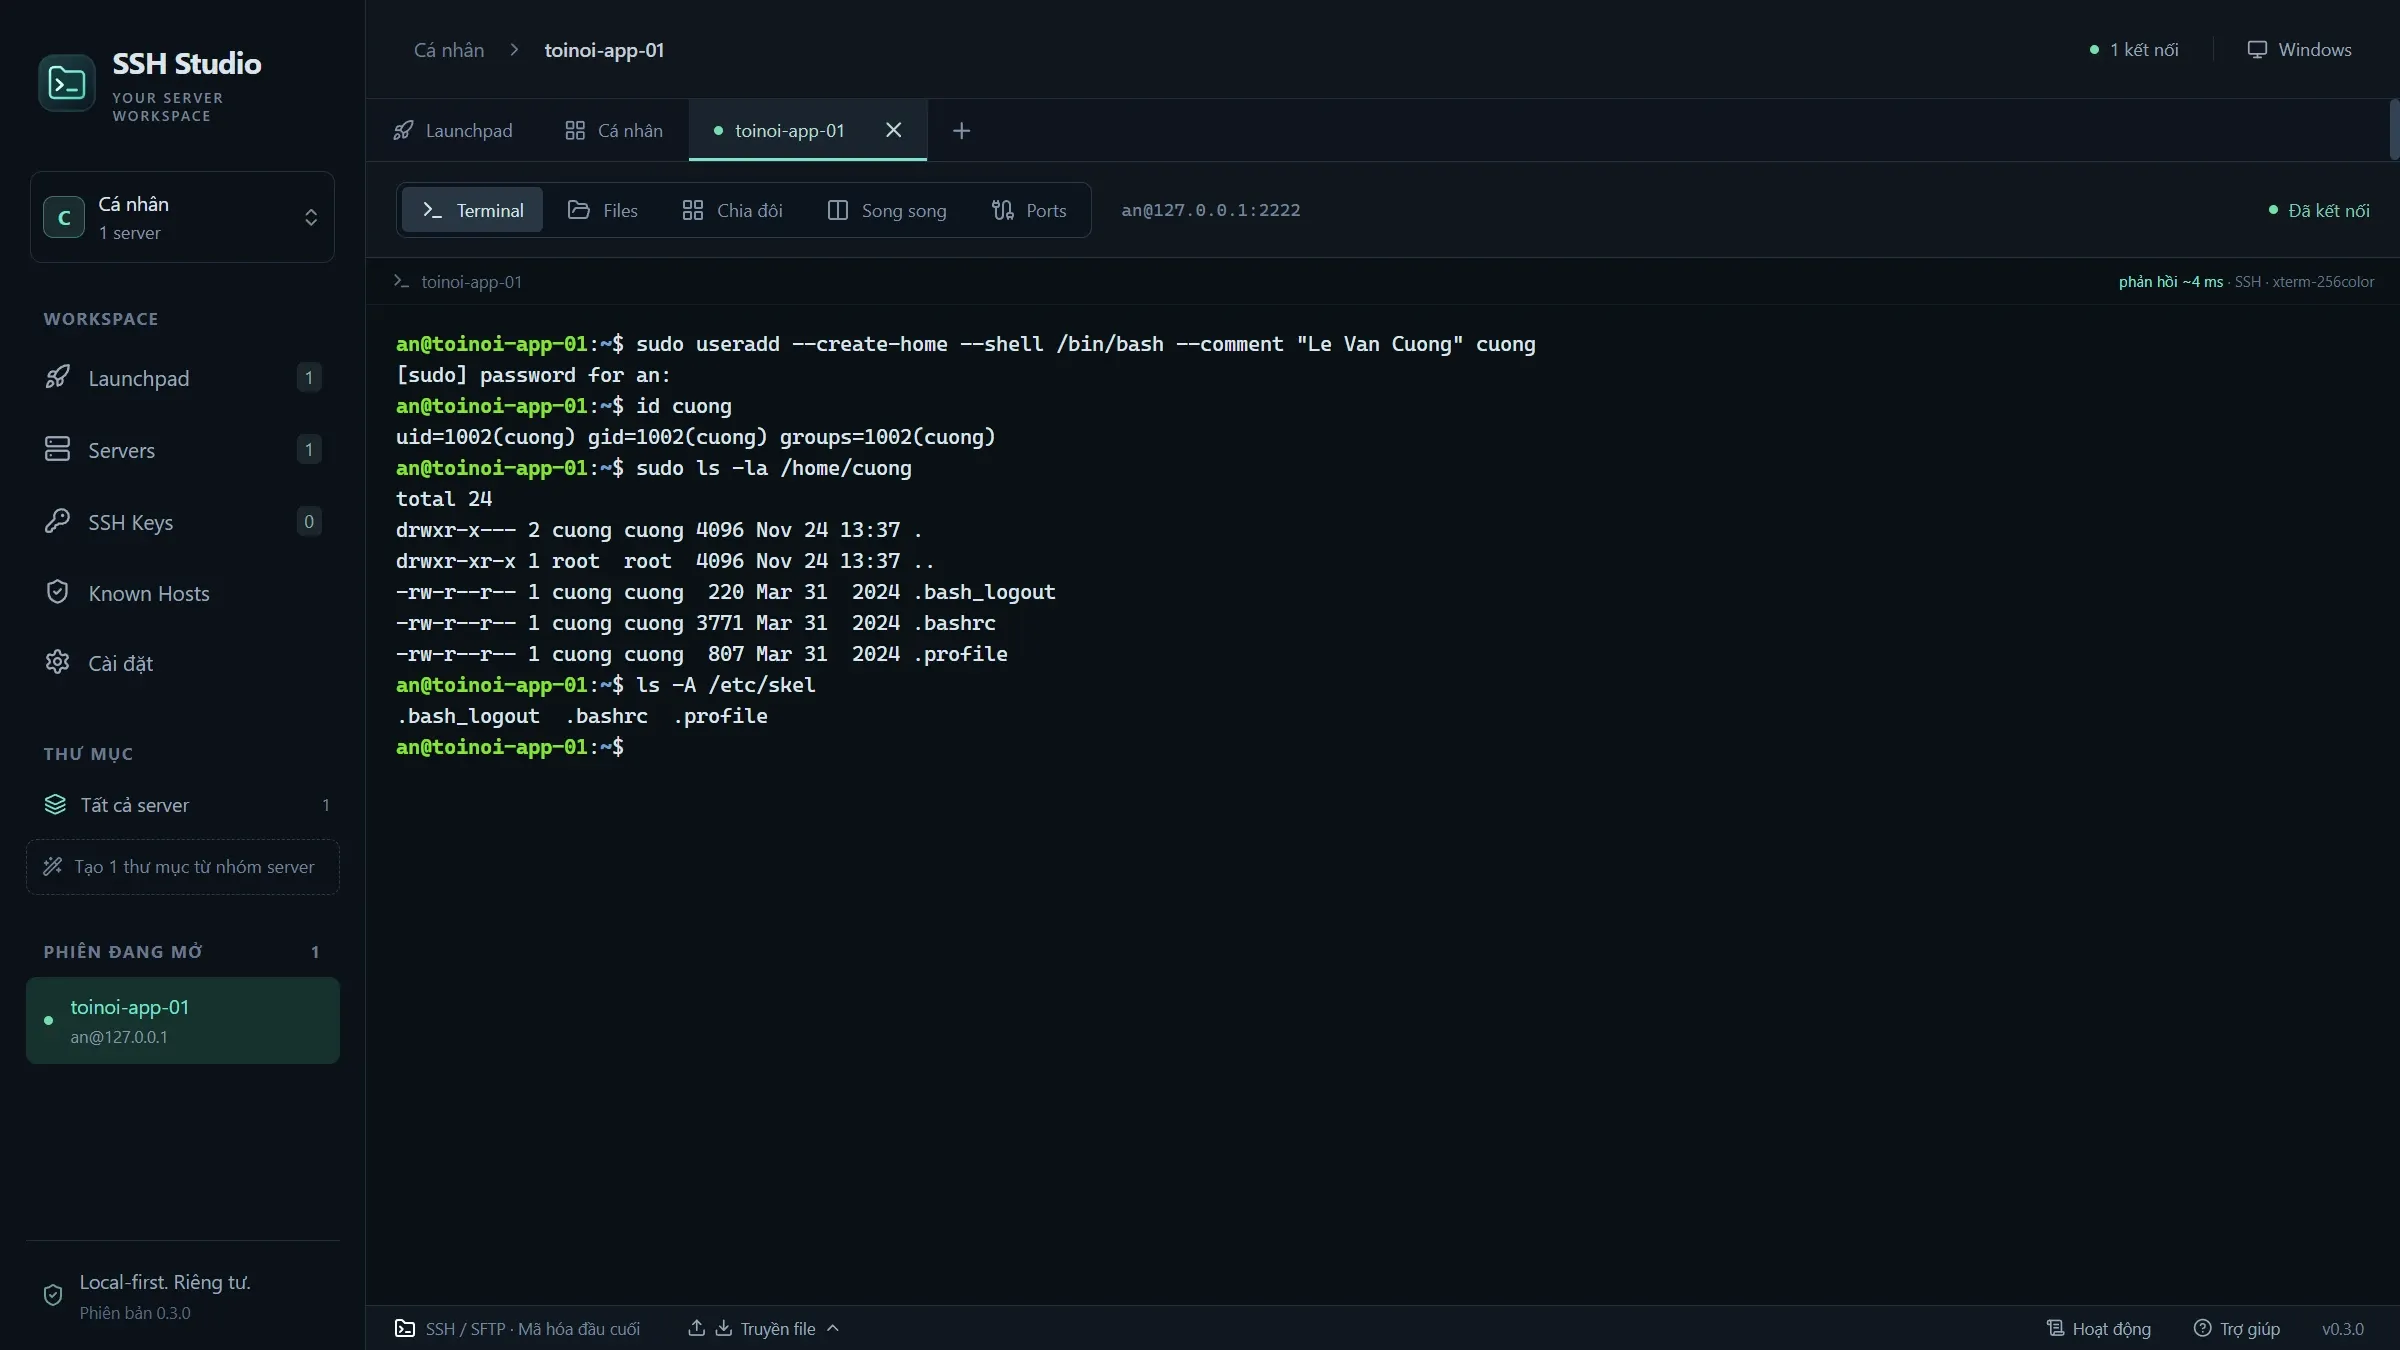 SSH Studio
YOUR SERVER
WORKSPACE
C
Cá nhân
1 server
WORKSPACE
Launchpad 1
Servers 1
SSH Keys 0
Known Hosts
Cài đặt
THƯ MỤC
Tất cả server 1
Tạo 1 thư mục từ nhóm server
PHIÊN ĐANG MỞ 1
toinoi-app-01
an@127.0.0.1
Local-first. Riêng tư.
Phiên bản 0.3.0
Cá nhân > toinoi-app-01
1 kết nối
Windows
Launchpad
Cá nhân
toinoi-app-01
Terminal
Files
Chia đôi
Song song
Ports
an@127.0.0.1:2222
Đã kết nối
toinoi-app-01
phản hồi ~4 ms · SSH · xterm-256color
an@toinoi-app-01:~$ sudo useradd --create-home --shell /bin/bash --comment "Le Van Cuong" cuong
[sudo] password for an:
an@toinoi-app-01:~$ id cuong
uid=1002(cuong) gid=1002(cuong) groups=1002(cuong)
an@toinoi-app-01:~$ sudo ls -la /home/cuong
total 24
drwxr-x--- 2 cuong cuong 4096 Nov 24 13:37 .
drwxr-xr-x 1 root  root  4096 Nov 24 13:37 ..
-rw-r--r-- 1 cuong cuong  220 Mar 31  2024 .bash_logout
-rw-r--r-- 1 cuong cuong 3771 Mar 31  2024 .bashrc
-rw-r--r-- 1 cuong cuong  807 Mar 31  2024 .profile
an@toinoi-app-01:~$ ls -A /etc/skel
.bash_logout  .bashrc  .profile
an@toinoi-app-01:~$
SSH / SFTP · Mã hóa đầu cuối
Truyền file
Hoạt động
Trợ giúp
v0.3.0